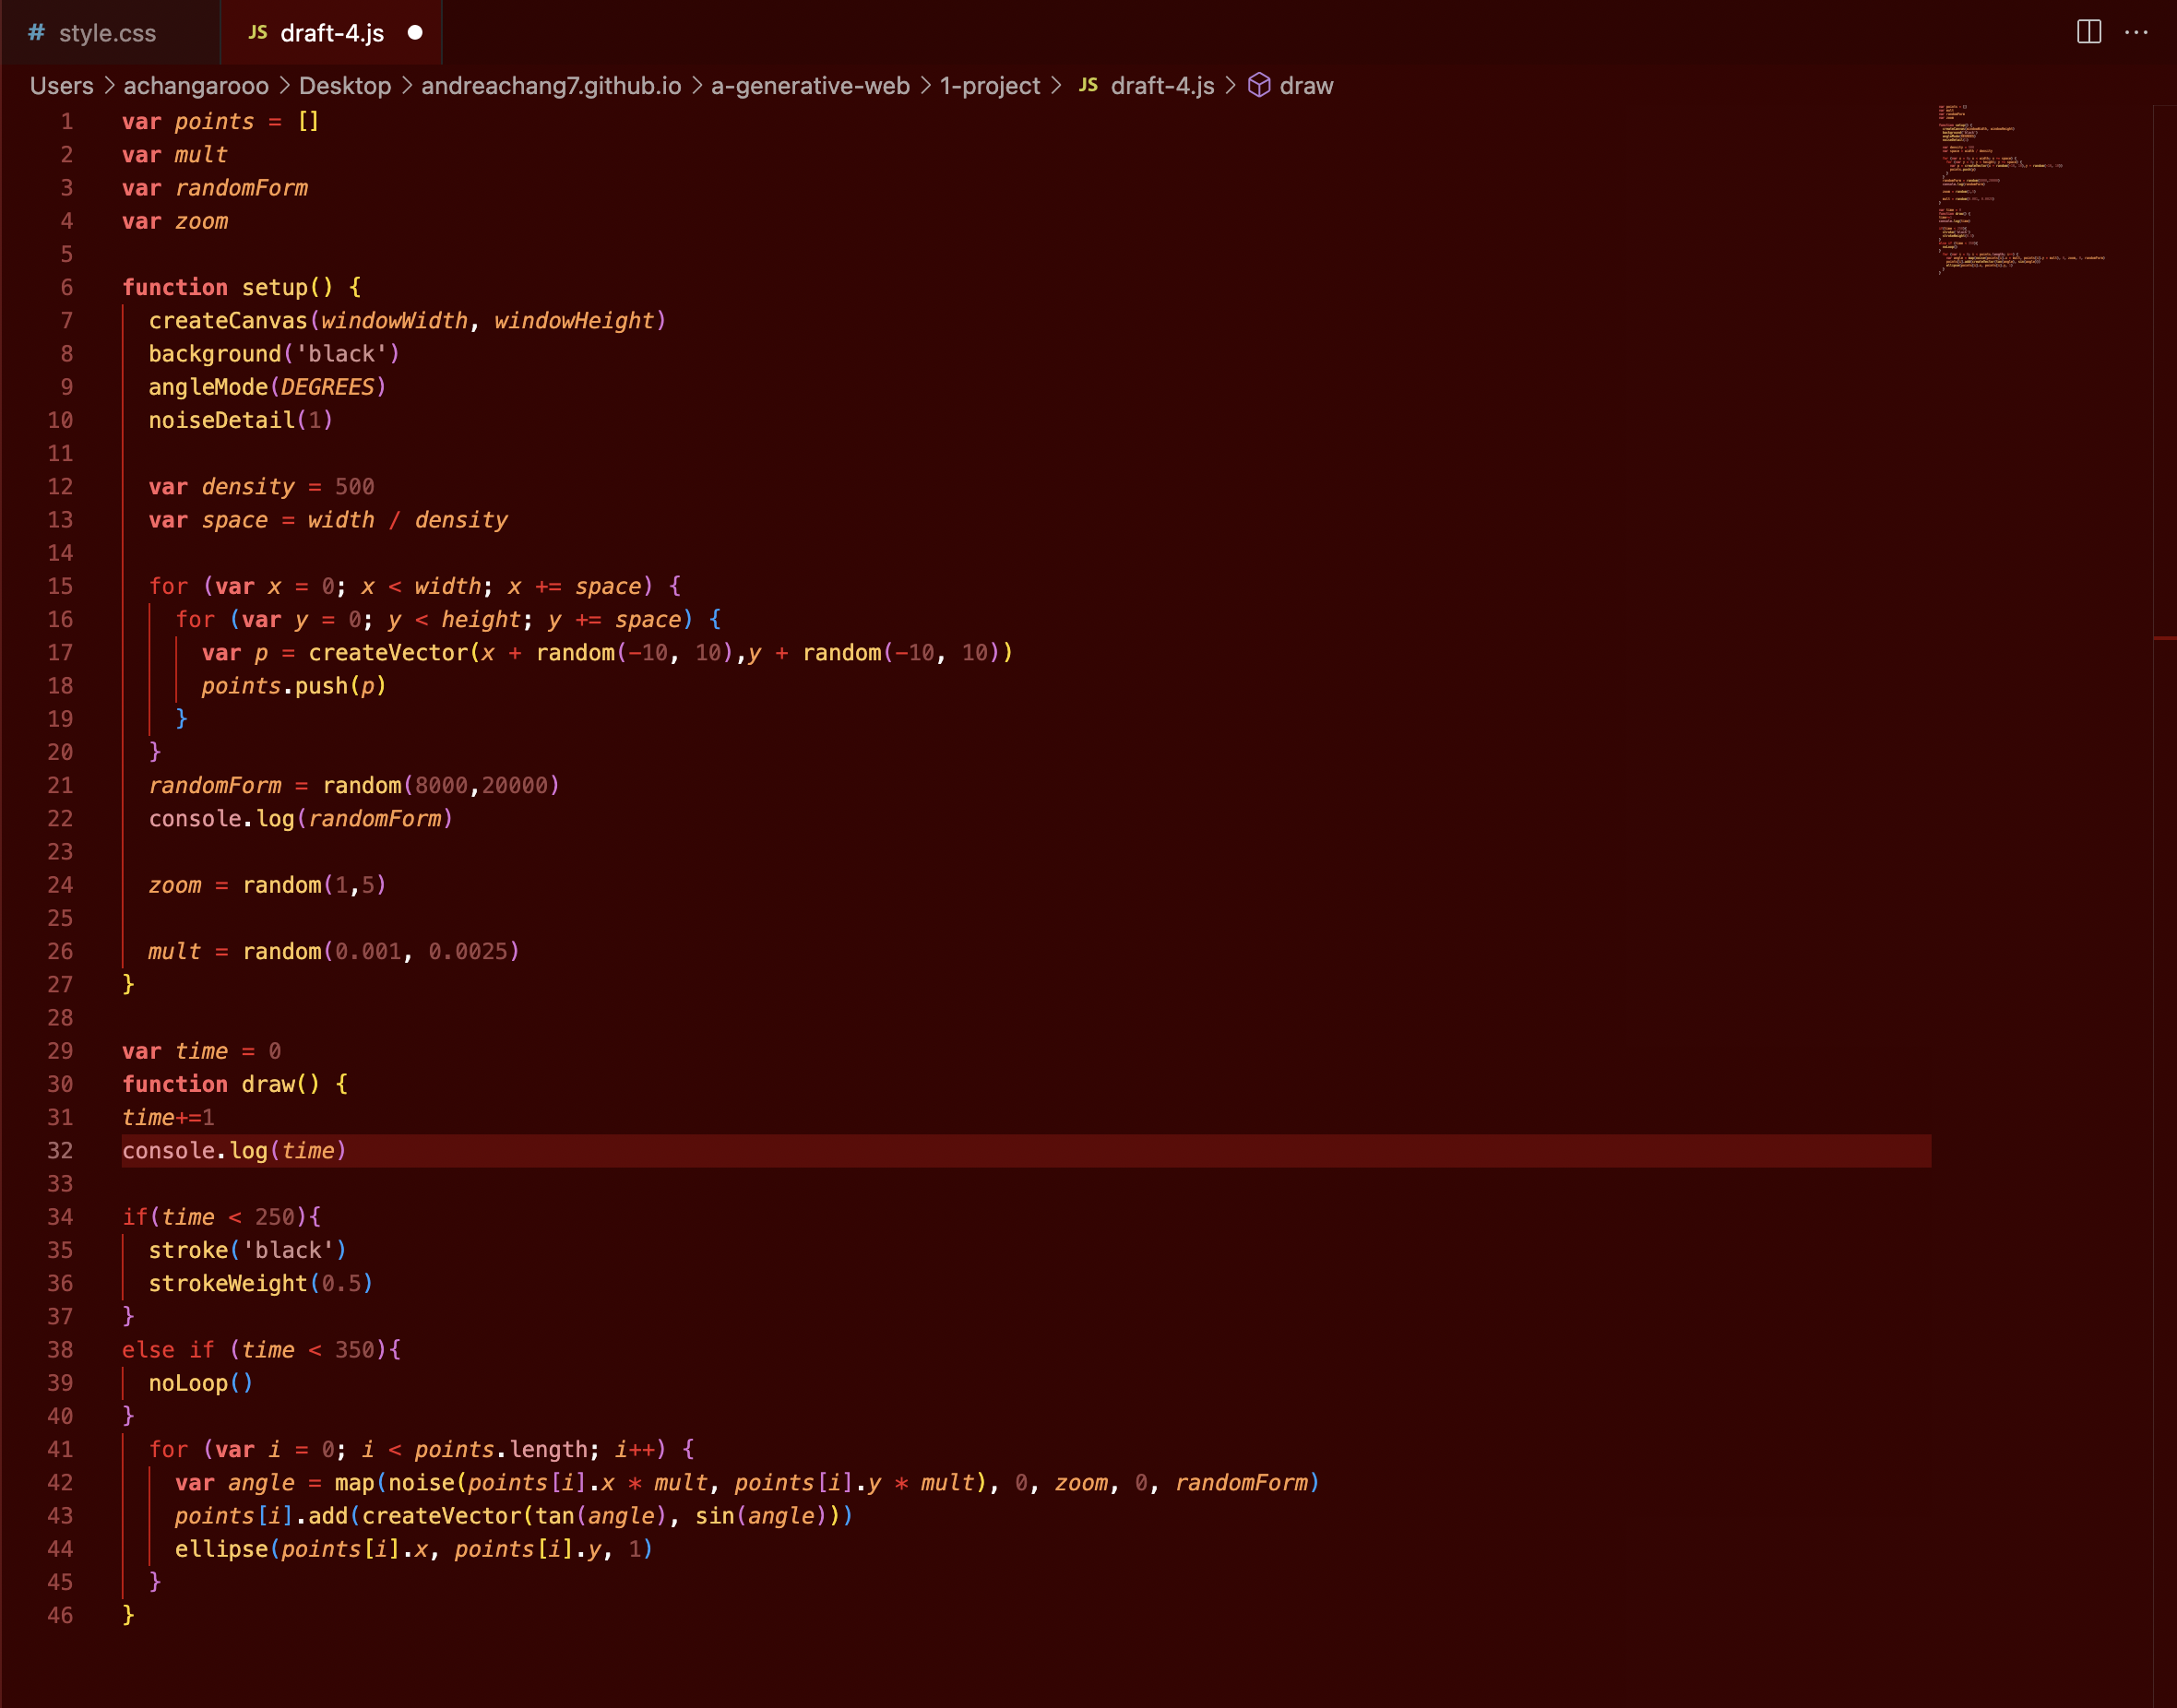 # style.css
JS draft-4.js
Users > achangarooo > Desktop > andreachang7.github.io > a-generative-web > 1-project > JS draft-4.js > draw
1 var points = []
2 var mult
3 var randomForm
4 var zoom
5
6 function setup() {
7   createCanvas(windowWidth, windowHeight)
8   background('black')
9   angleMode(DEGREES)
10   noiseDetail(1)
11
12   var density = 500
13   var space = width / density
14
15   for (var x = 0; x < width; x += space) {
16     for (var y = 0; y < height; y += space) {
17       var p = createVector(x + random(-10, 10),y + random(-10, 10))
18       points.push(p)
19     }
20   }
21   randomForm = random(8000,20000)
22   console.log(randomForm)
23
24   zoom = random(1,5)
25
26   mult = random(0.001, 0.0025)
27 }
28
29 var time = 0
30 function draw() {
31 time+=1
32 console.log(time)
33
34 if(time < 250){
35   stroke('black')
36   strokeWeight(0.5)
37 }
38 else if (time < 350){
39   noLoop()
40 }
41   for (var i = 0; i < points.length; i++) {
42     var angle = map(noise(points[i].x * mult, points[i].y * mult), 0, zoom, 0, randomForm)
43     points[i].add(createVector(tan(angle), sin(angle)))
44     ellipse(points[i].x, points[i].y, 1)
45   }
46 }